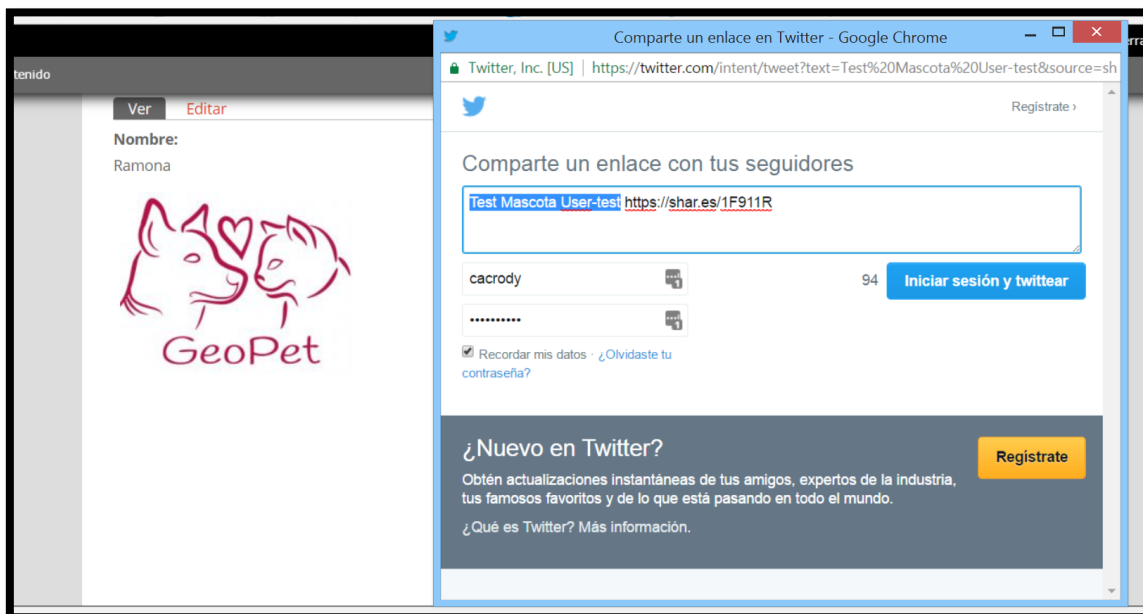 Comparte un enlace en Twitter - Google Chrome
Twitter, Inc. [US] | https://twitter.com/intent/tweet?text=Test%20Mascota%20User-test&source=sh
tenido
Ver Editar
Nombre:
Ramona
GeoPet
Regístrate ›
Comparte un enlace con tus seguidores
Test Mascota User-test https://shar.es/1F911R
cacrody
1
94 Iniciar sesión y twittear
••••••••••
1
Recordar mis datos · ¿Olvidaste tu
contraseña?
¿Nuevo en Twitter?
Regístrate
Obtén actualizaciones instantáneas de tus amigos, expertos de la industria,
tus famosos favoritos y de lo que está pasando en todo el mundo.
¿Qué es Twitter? Más información.